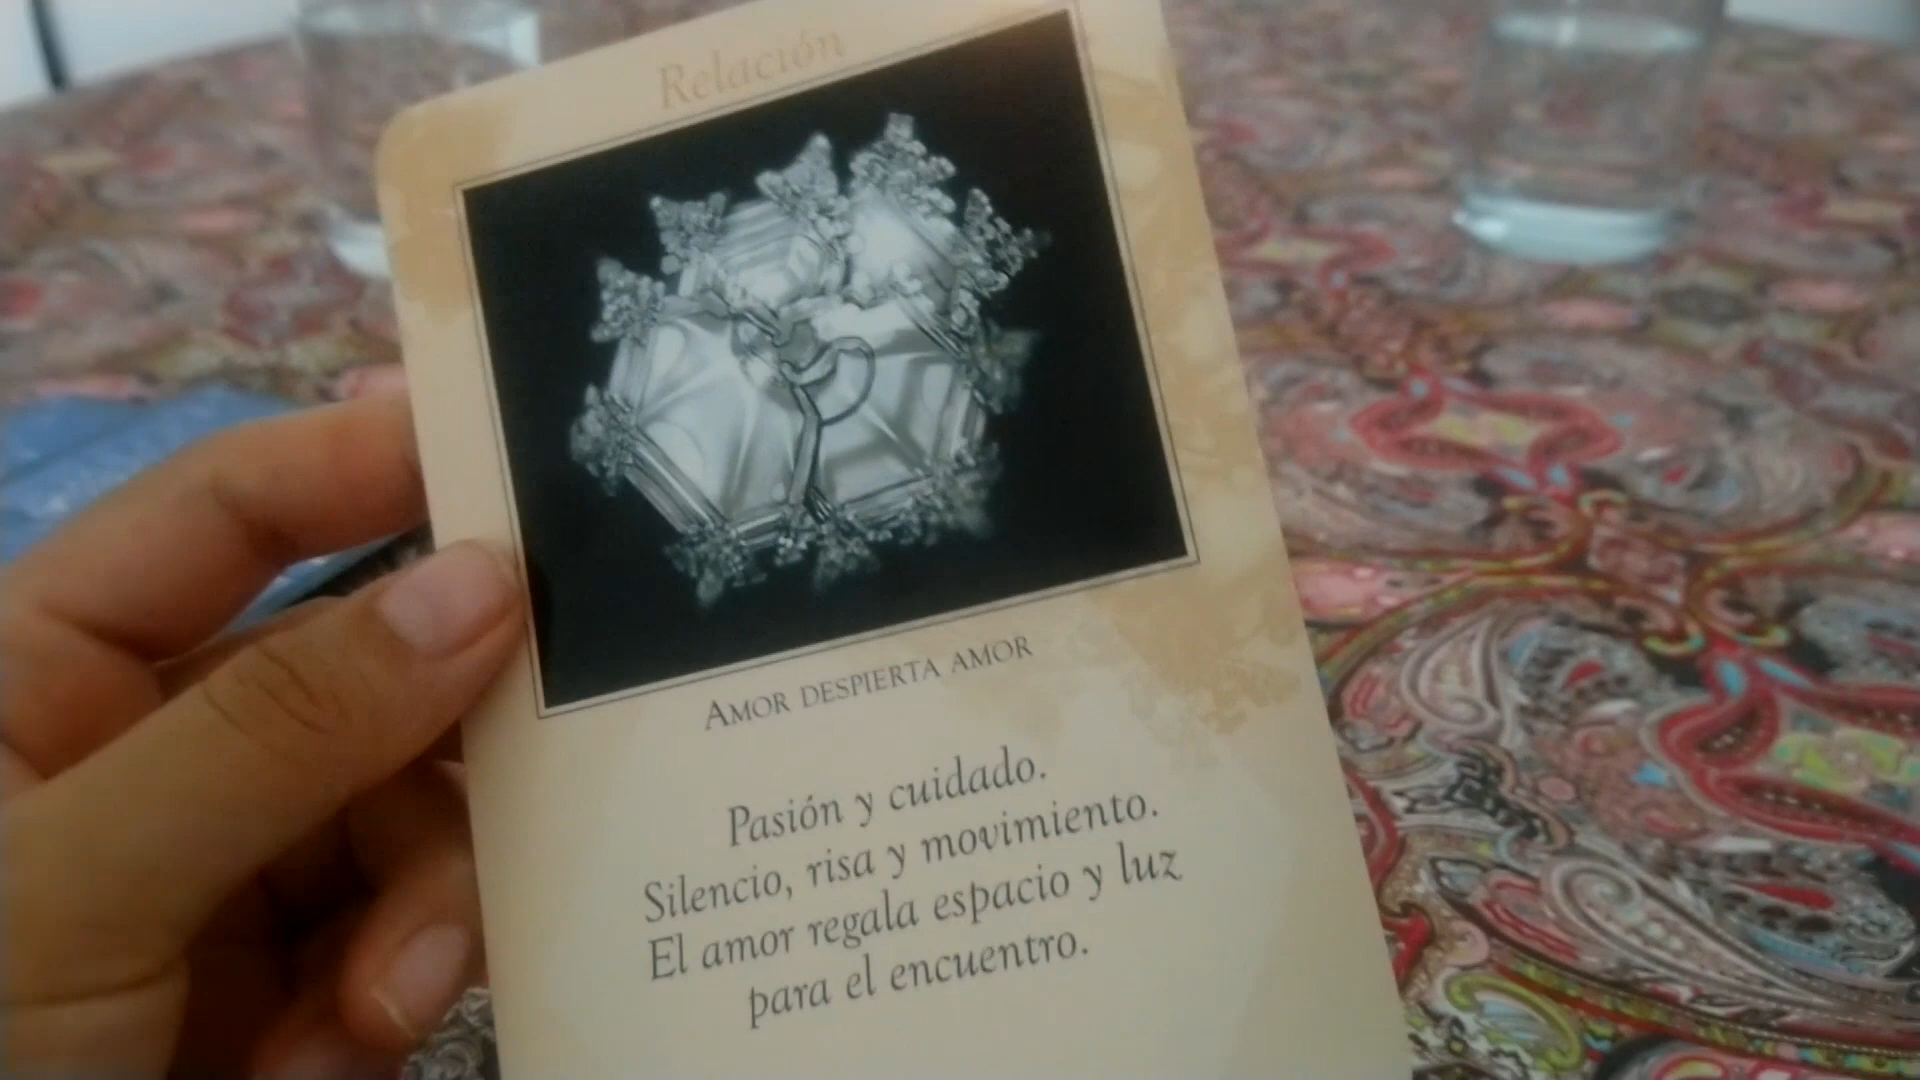 Relación
AMOR DESPIERTA AMOR
Pasión y cuidado.
Silencio, risa y movimiento.
El amor regala espacio y luz
para el encuentro.